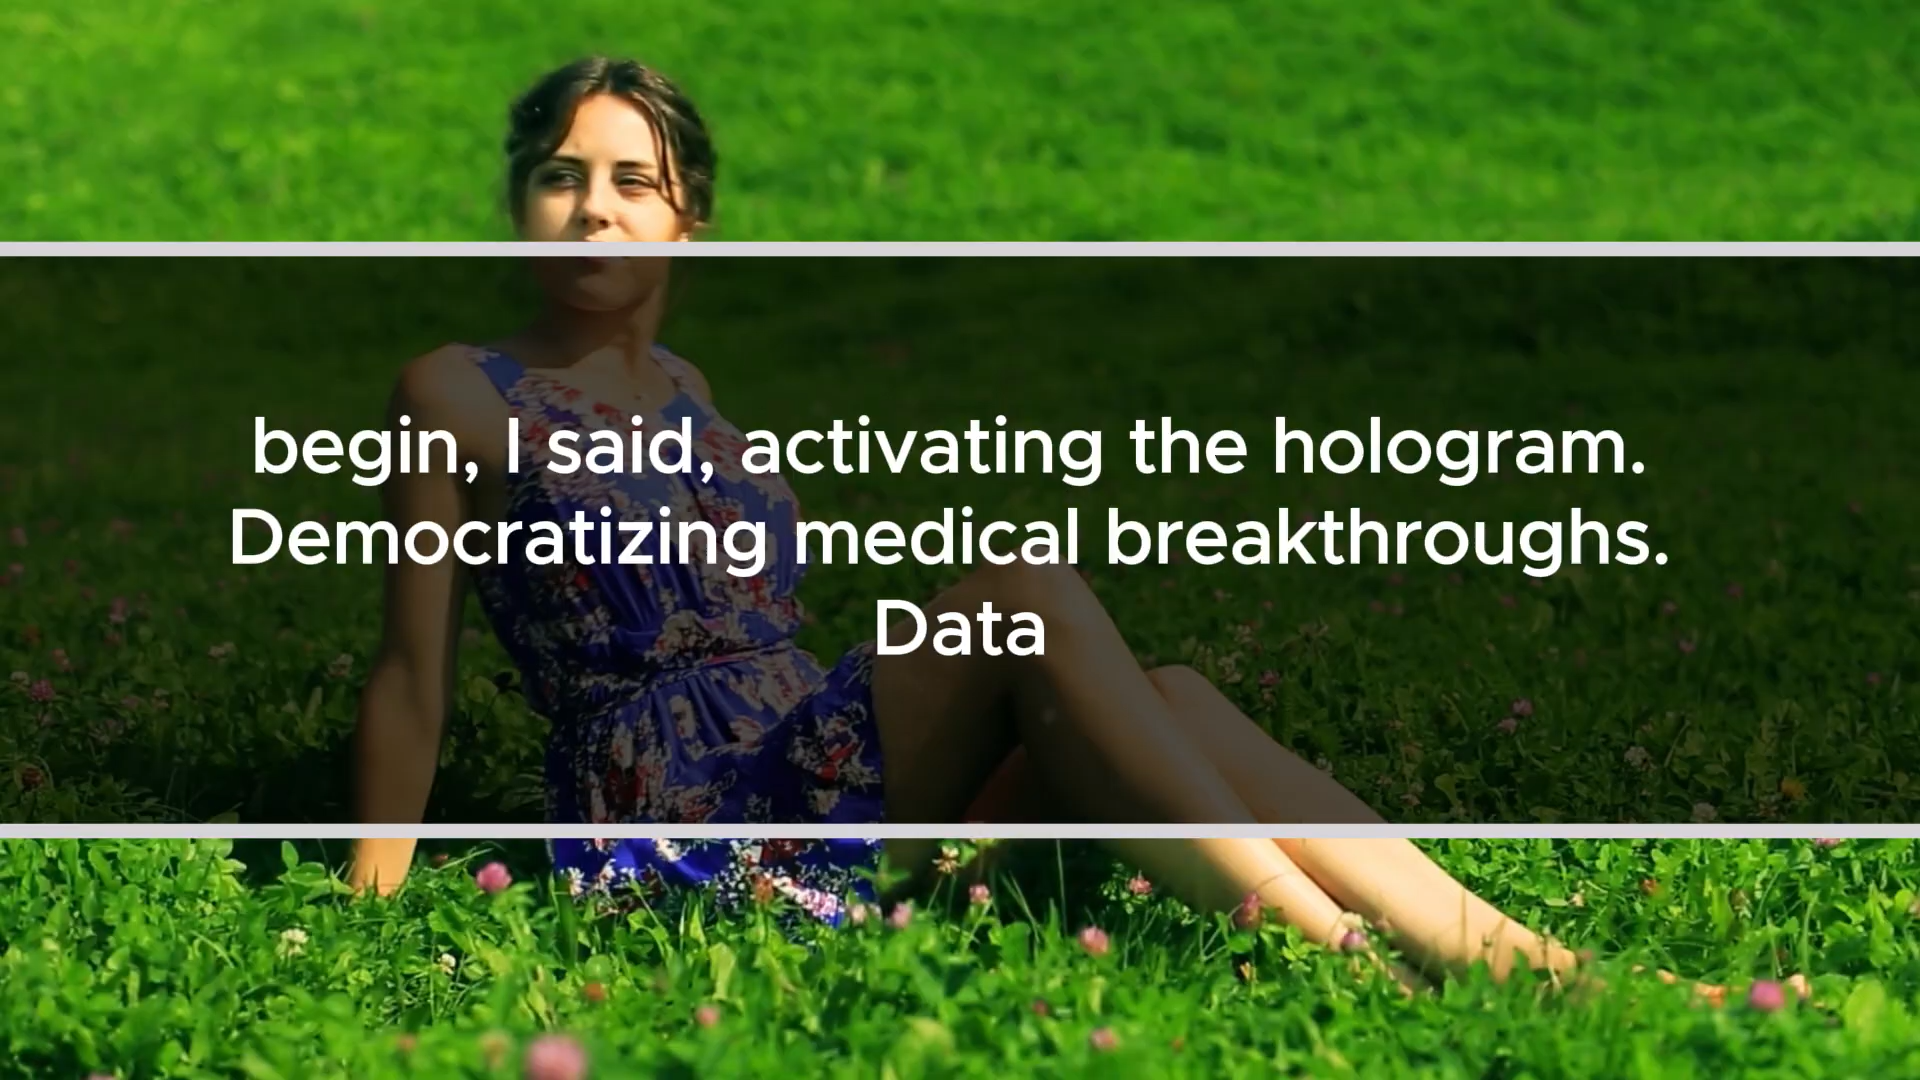 begin, I said, activating the hologram.
Democratizing medical breakthroughs.
Data